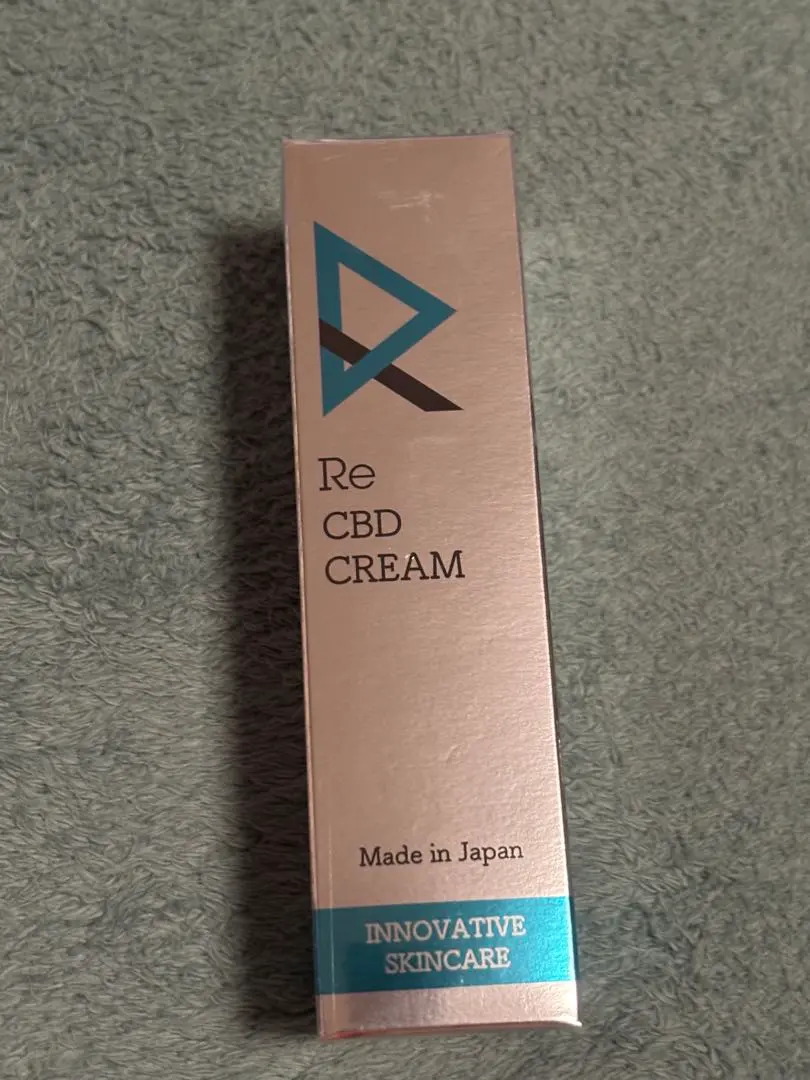 Re
CBD
CREAM
Made in Japan
INNOVATIVE
SKINCARE